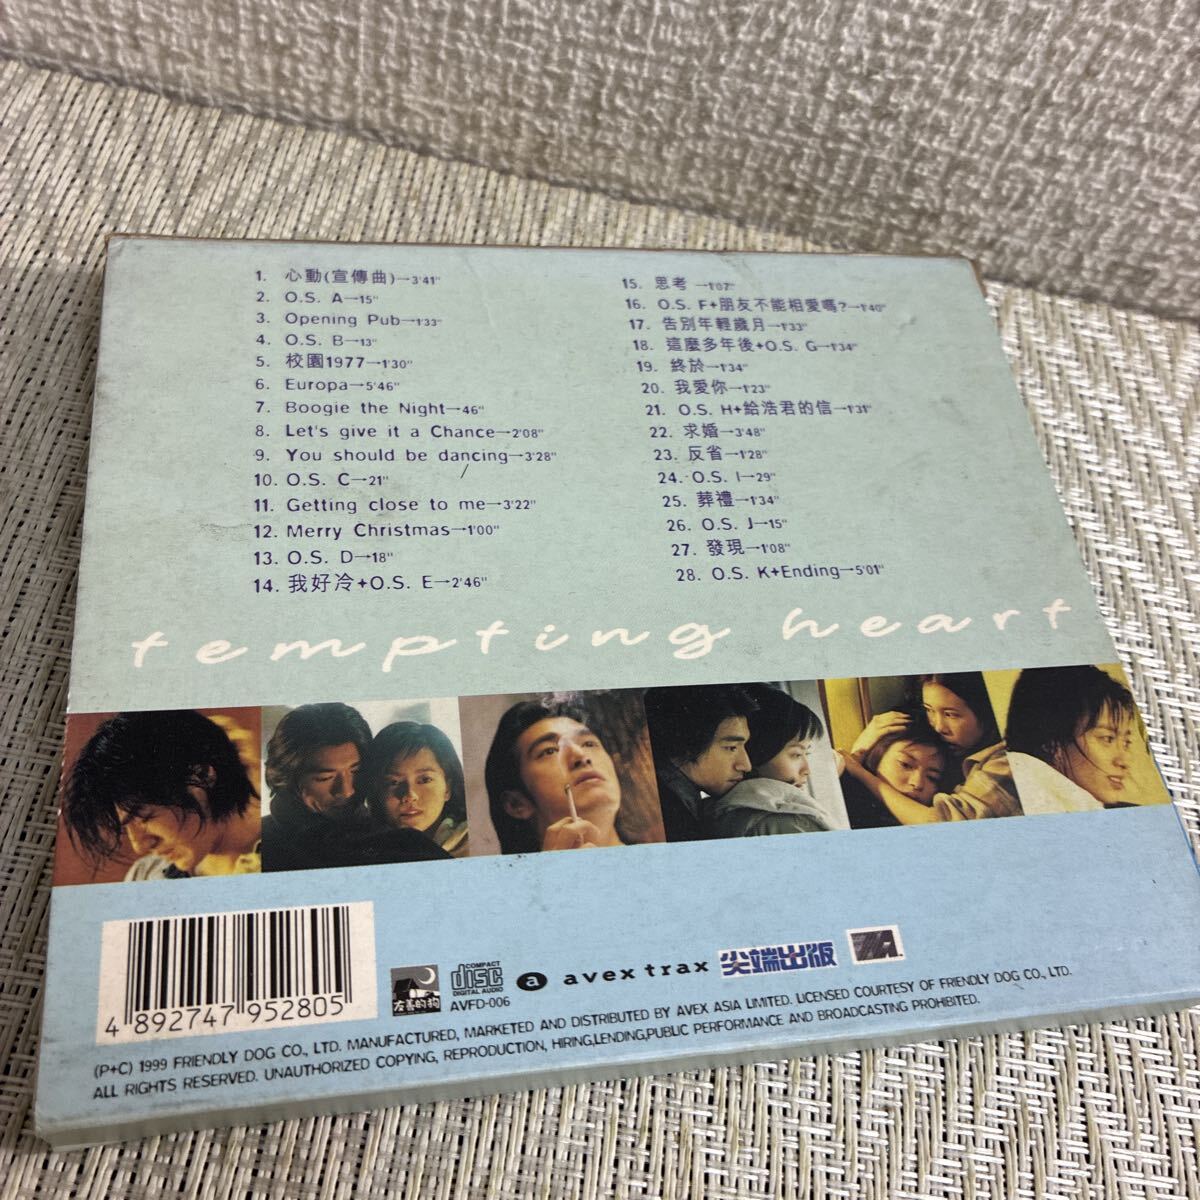 1. 心動(宣傳曲)→3'41"
2. O.S. A→15"
3. Opening Pub→1'33"
4. O.S. B→13"
5. 校園1977→1'30"
6. Europa→5'46"
7. Boogie the Night→46"
8. Let's give it a Chance→2'08"
9. You should be dancing→3'28"
10. O.S. C→21"
11. Getting close to me→3'22"
12. Merry Christmas→1'00"
13. O.S. D→18"
14. 我好冷+O.S. E→2'46"
15. 思考→1'07"
16. O.S. F+朋友不能相愛嗎?→1'40"
17. 告別年輕歲月→1'33"
18. 這麼多年後+O.S. G→1'34"
19. 終於→1'34"
20. 我愛你→1'23"
21. O.S. H+給浩君的信→1'31"
22. 求婚→3'48"
23. 反省→1'28"
24. O.S. I→29"
25. 葬禮→1'34"
26. O.S. J→15"
27. 發現→1'08"
28. O.S. K+Ending→5'01"
tempting heart
4 892747 952805
友善的狗
COMPACT
disc
DIGITAL AUDIO
AVFD-006
a avex trax
尖端出版
(P+C) 1999 FRIENDLY DOG CO., LTD. MANUFACTURED, MARKETED AND DISTRIBUTED BY AVEX ASIA LIMITED. LICENSED COURTESY OF FRIENDLY DOG CO., LTD.
ALL RIGHTS RESERVED. UNAUTHORIZED COPYING, REPRODUCTION, HIRING,LENDING,PUBLIC PERFORMANCE AND BROADCASTING PROHIBITED.